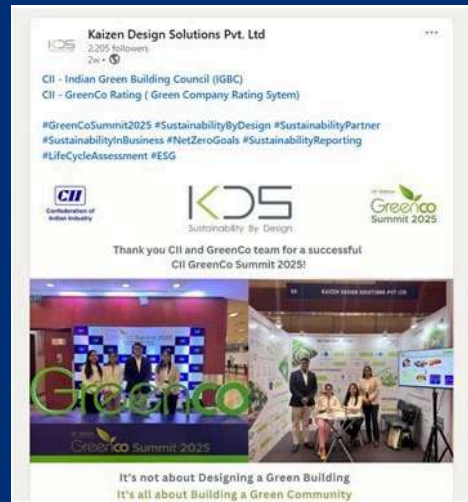 Kaizen Design Solutions Pvt. Ltd
KDS
2,205 followers
2w •
CII - Indian Green Building Council (IGBC)
CII - GreenCo Rating ( Green Company Rating Sytem)
#GreenCoSummit2025 #SustainabilityByDesign #SustainabilityPartner
#SustainabilityInBusiness #NetZeroGoals #SustainabilityReporting
#LifeCycleAssessment #ESG
CII
Confederation of
Indian Industry
KDS
Sustainability By Design
Greenco
Summit 2025
Thank you CII and GreenCo team for a successful
CII GreenCo Summit 2025!
Summit 2025
Greenco
Greenco Summit 2025
KAIZEN DESIGN SOLUTIONS PVT LTD
It's not about Designing a Green Building
It's all about Building a Green Community